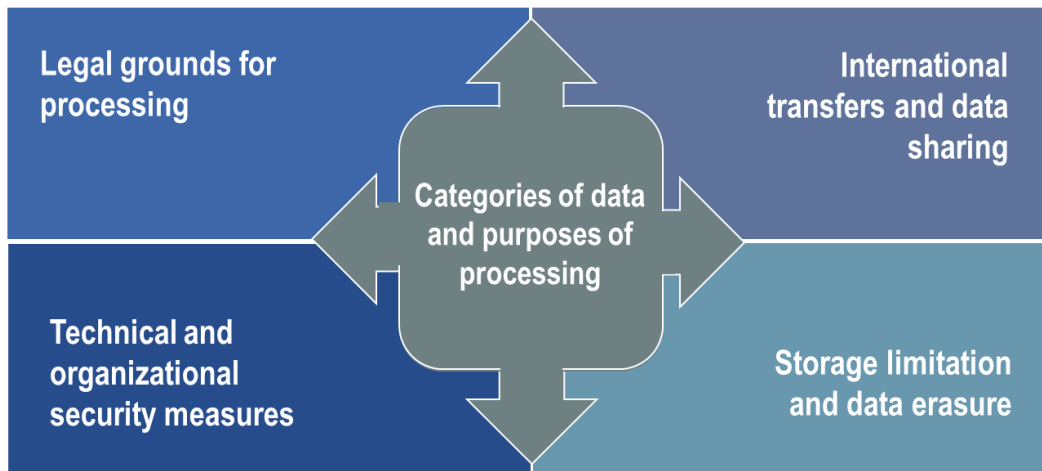 Legal grounds for
processing
International
transfers and data
sharing
Categories of data
and purposes of
processing
Technical and
organizational
security measures
Storage limitation
and data erasure